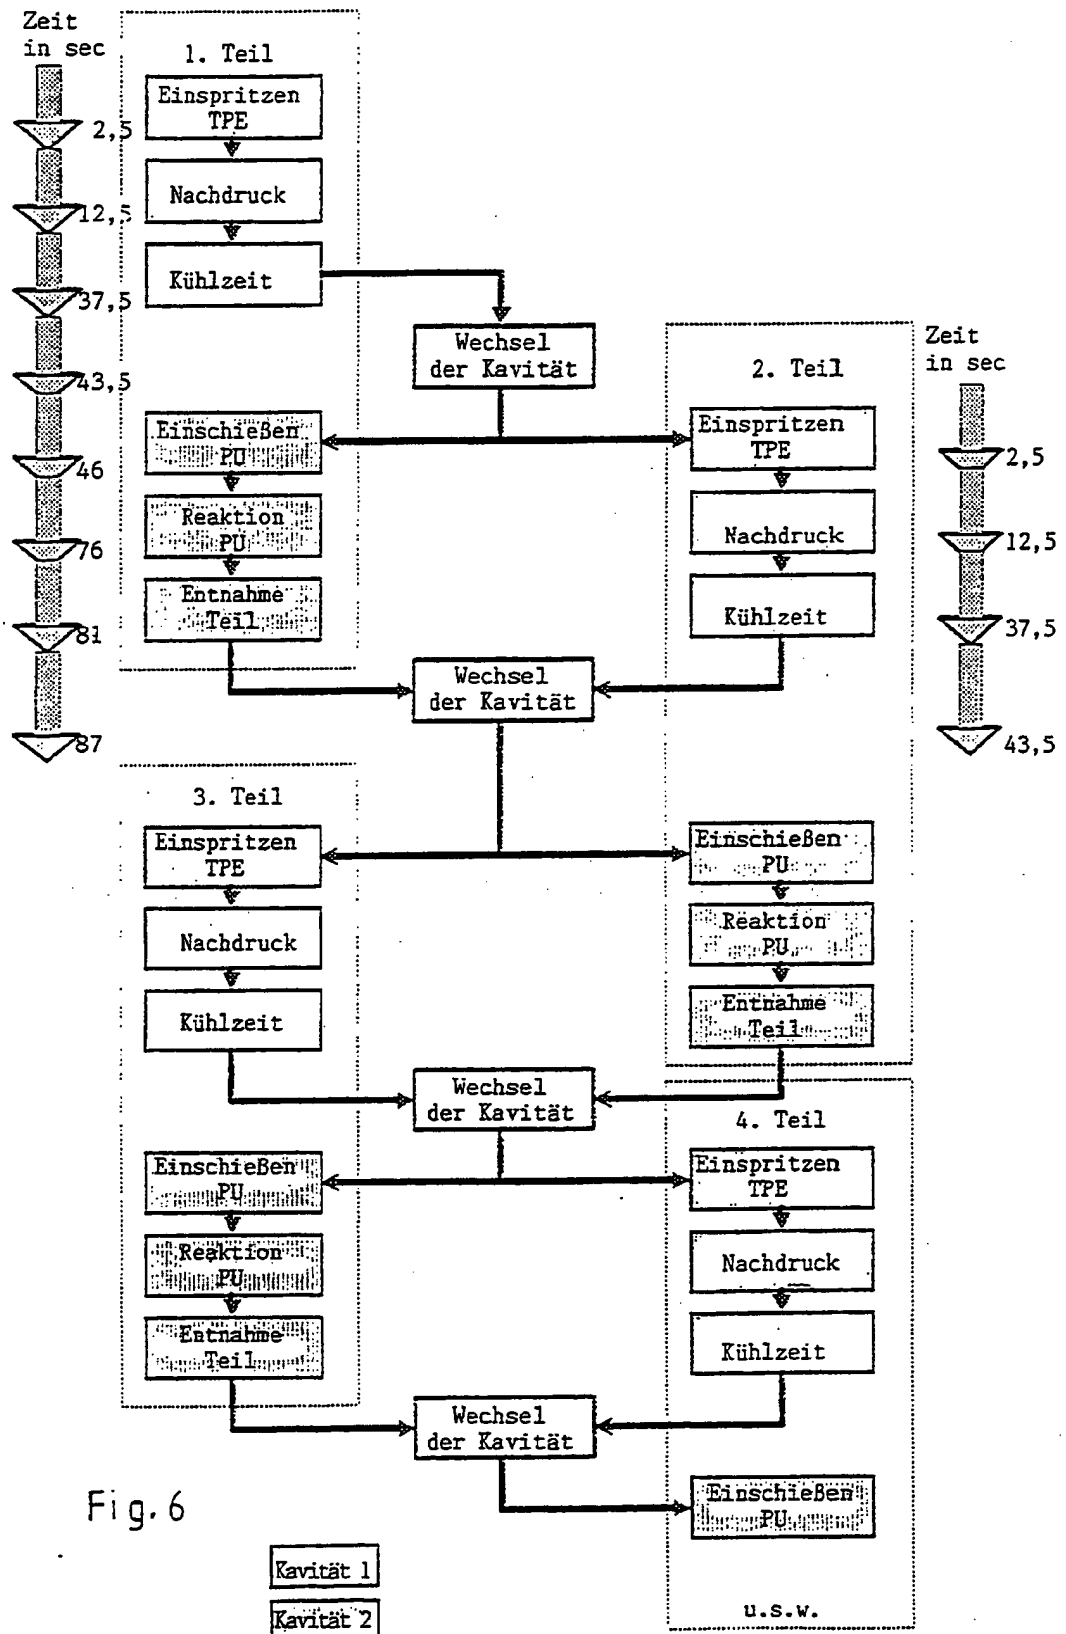 Zeit
in sec
1. Teil
Einspritzen
TPE
2,5
Nachdruck
12,5
Kühlzeit
37,5
Wechsel
der Kavität
43,5
Zeit
in sec
2. Teil
Einschießen
PU
46
Einspritzen
TPE
2,5
Reaktion
PU
76
Nachdruck
12,5
Entnahme
Teil
81
Kühlzeit
37,5
Wechsel
der Kavität
87
43,5
3. Teil
Einspritzen
TPE
Einschießen
PU
Nachdruck
Reaktion
PU
Kühlzeit
Entnahme
Teil
Wechsel
der Kavität
4. Teil
Einschießen
PU
Einspritzen
TPE
Reaktion
PU
Nachdruck
Entnahme
Teil
Kühlzeit
Wechsel
der Kavität
Einschießen
PU
Fig. 6
Kavität 1
Kavität 2
u.s.w.